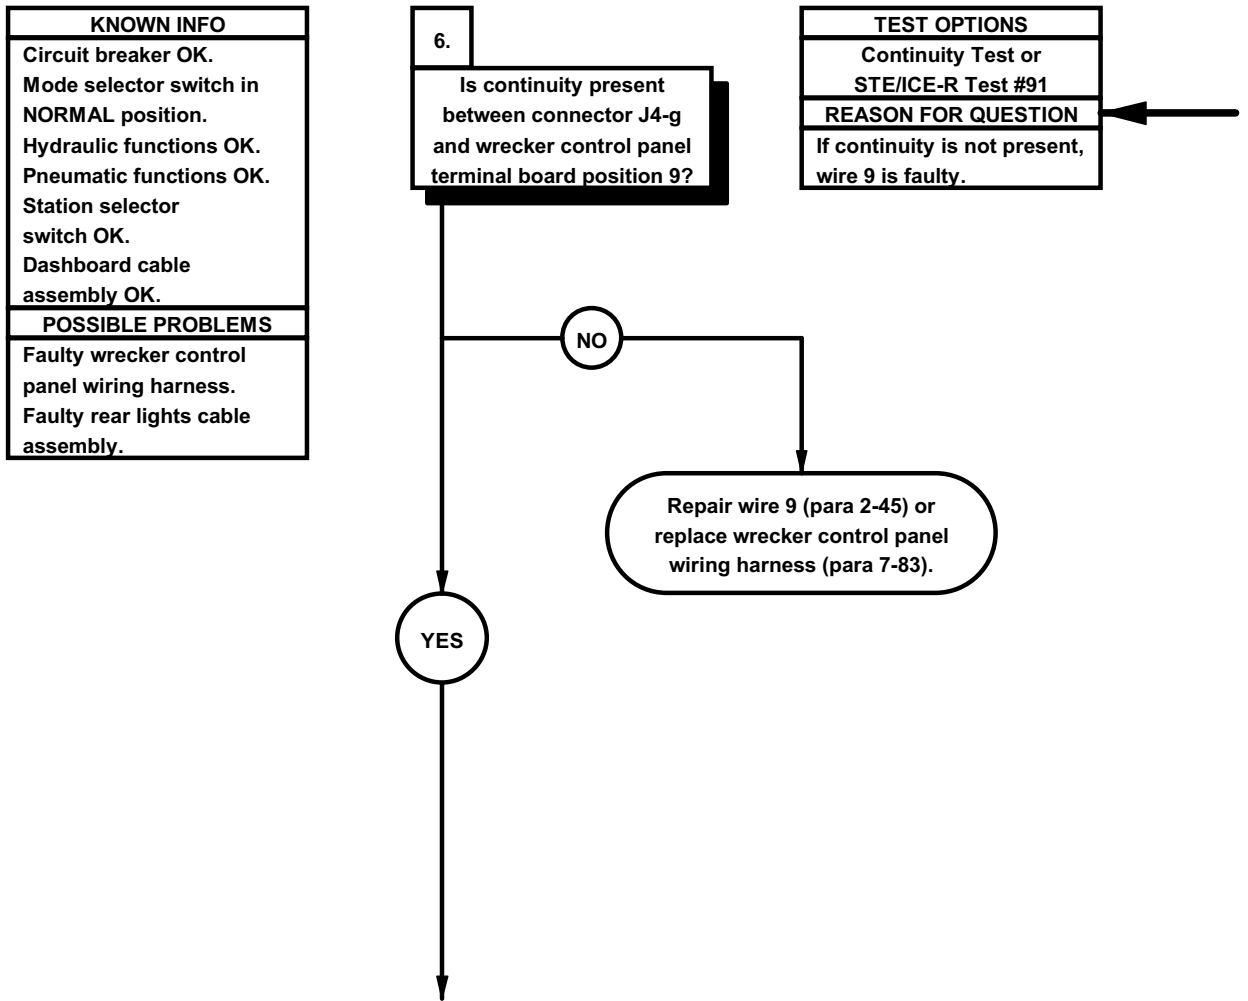 KNOWN INFO
Circuit breaker OK.
Mode selector switch in
NORMAL position.
Hydraulic functions OK.
Pneumatic functions OK.
Station selector
switch OK.
Dashboard cable
assembly OK.
POSSIBLE PROBLEMS
Faulty wrecker control
panel wiring harness.
Faulty rear lights cable
assembly.
6.
Is continuity present
between connector J4-g
and wrecker control panel
terminal board position 9?
TEST OPTIONS
Continuity Test or
STE/ICE-R Test #91
REASON FOR QUESTION
If continuity is not present,
wire 9 is faulty.
NO
Repair wire 9 (para 2-45) or
replace wrecker control panel
wiring harness (para 7-83).
YES